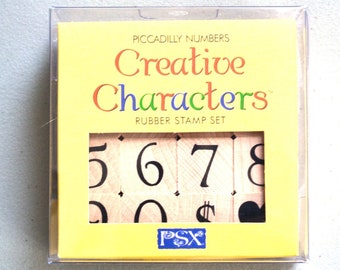 PICCADILLY NUMBERS
Creative
Characters™
RUBBER STAMP SET
5 6 7 8
9 0 $ ♥
PSX